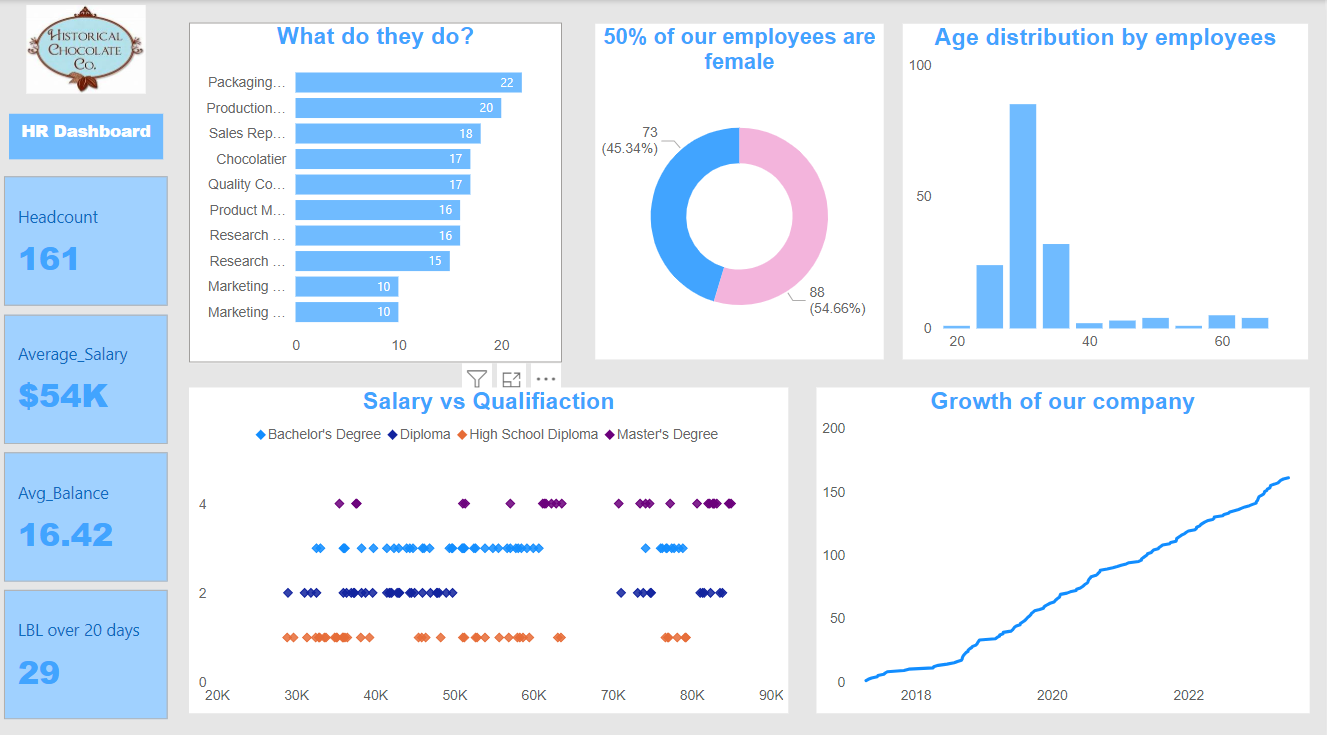 HISTORICAL
CHOCOLATE
Co.
HR Dashboard
Headcount
161
Average_Salary
$54K
Avg_Balance
16.42
LBL over 20 days
29
What do they do?
Packaging... 22
Production... 20
Sales Rep... 18
Chocolatier 17
Quality Co... 17
Product M... 16
Research ... 16
Research ... 15
Marketing ... 10
Marketing ... 10
0 10 20
50% of our employees are
female
73
(45.34%)
88
(54.66%)
Age distribution by employees
100
50
0
20 40 60
Salary vs Qualifiaction
Bachelor's Degree Diploma High School Diploma Master's Degree
4
2
0
20K 30K 40K 50K 60K 70K 80K 90K
Growth of our company
200
150
100
50
0
2018 2020 2022